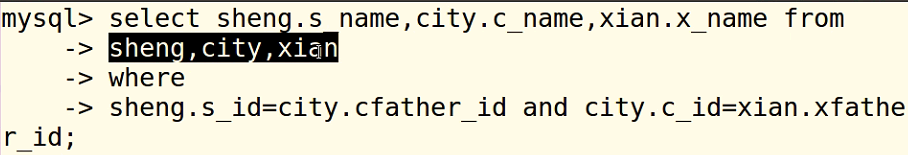 mysql> select sheng.s_name,city.c_name,xian.x_name from
    -> sheng,city,xian
    -> where
    -> sheng.s_id=city.cfather_id and city.c_id=xian.xfathe
r_id;